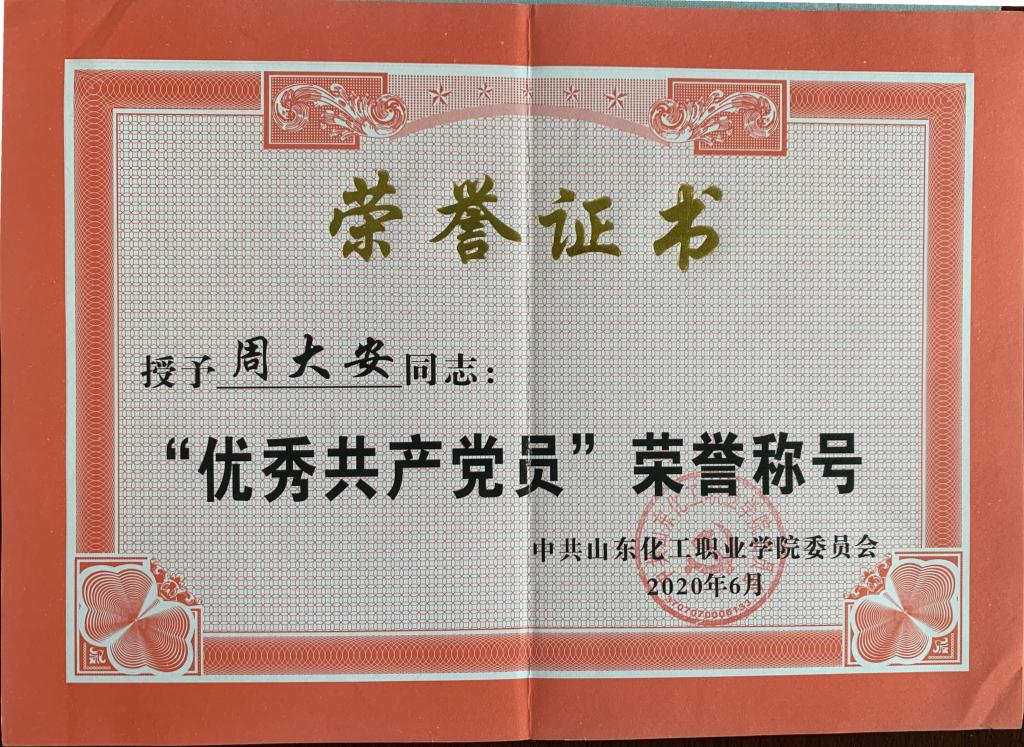 荣誉证书
授予周大安同志：
“优秀共产党员”荣誉称号
中共山东化工职业学院委员会
2020年6月